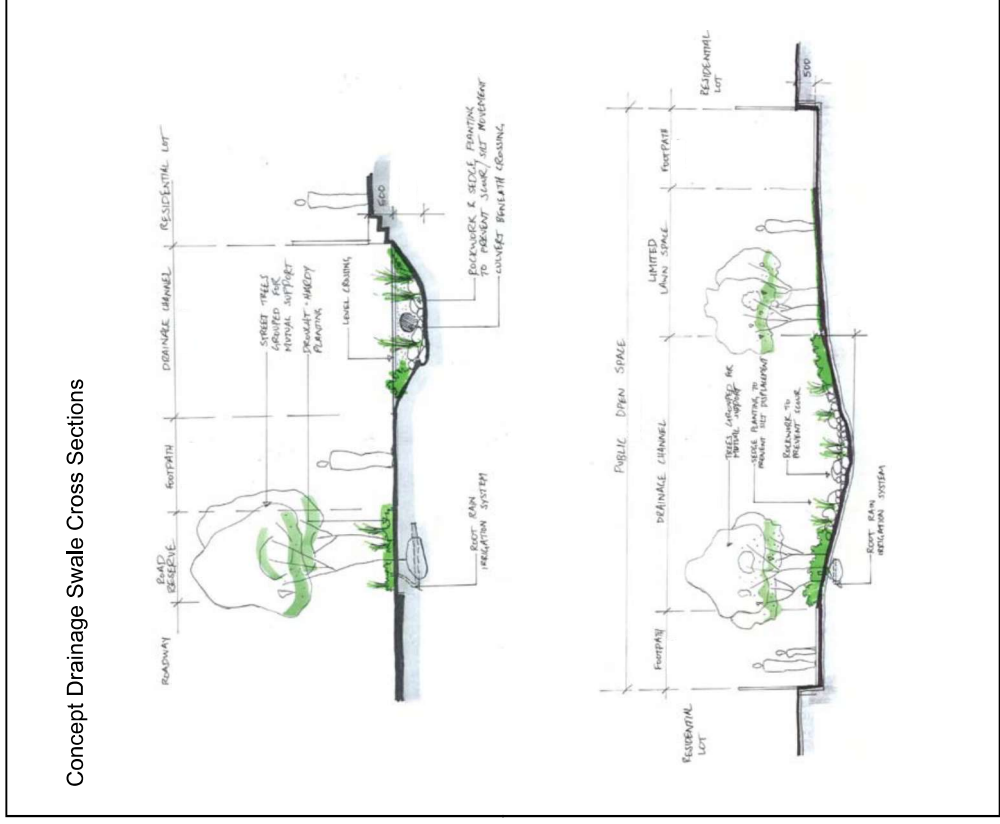 Concept Drainage Swale Cross Sections
ROADWAY
ROAD
RESERVE
FOOTPATH
DRAINAGE CHANNEL
RESIDENTIAL LOT
STREET TREES
GROUPED FOR
MUTUAL SUPPORT
DROUGHT-HARDY
PLANTING
LEVEL CROSSING
500
ROOT RAIN
IRRIGATION SYSTEM
ROCKWORK & SEDGE PLANTING
TO PREVENT SCOUR/SILT MOVEMENT
CULVERT BENEATH CROSSING
PUBLIC OPEN SPACE
RESIDENTIAL
LOT
FOOTPATH
DRAINAGE CHANNEL
LIMITED
LAWN SPACE
FOOTPATH
RESIDENTIAL
LOT
TREES GROUPED FOR
MUTUAL SUPPORT
SEDGE PLANTING TO
PREVENT SILT DISPLACEMENT
ROCKWORK TO
PREVENT SCOUR
500
ROOT RAIN
IRRIGATION SYSTEM